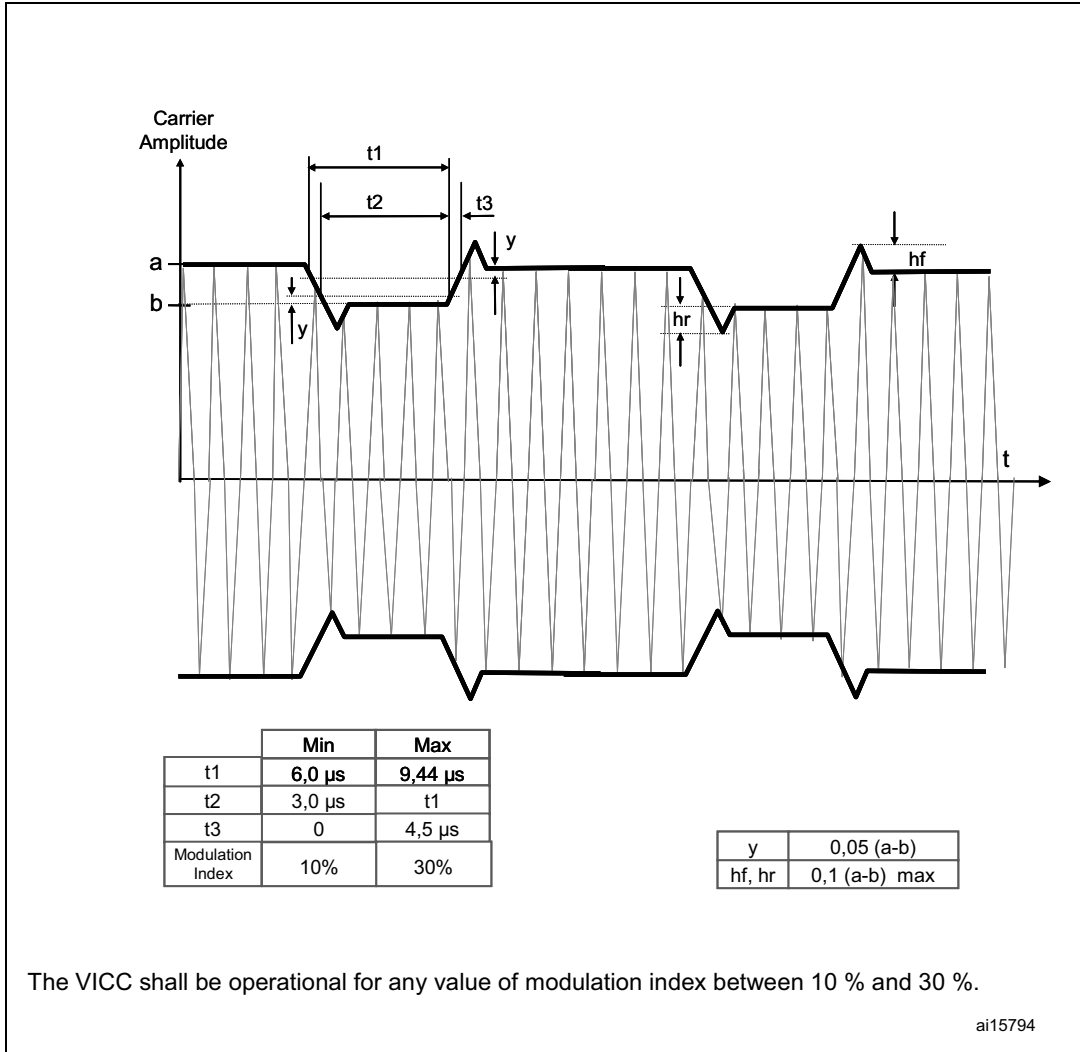 Carrier
Amplitude
t1
t2
t3
y
a
b
y
hr
hf
t
Min Max
t1 6,0 µs 9,44 µs
t2 3,0 µs t1
t3 0 4,5 µs
Modulation
Index 10% 30%
y 0,05 (a-b)
hf, hr 0,1 (a-b) max
The VICC shall be operational for any value of modulation index between 10 % and 30 %.
ai15794